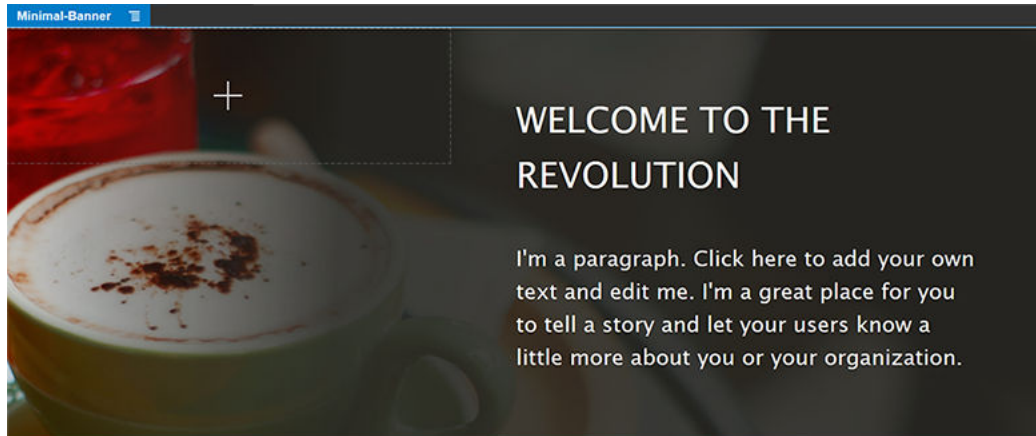 Minimal-Banner
WELCOME TO THE
REVOLUTION
I'm a paragraph. Click here to add your own
text and edit me. I'm a great place for you
to tell a story and let your users know a
little more about you or your organization.